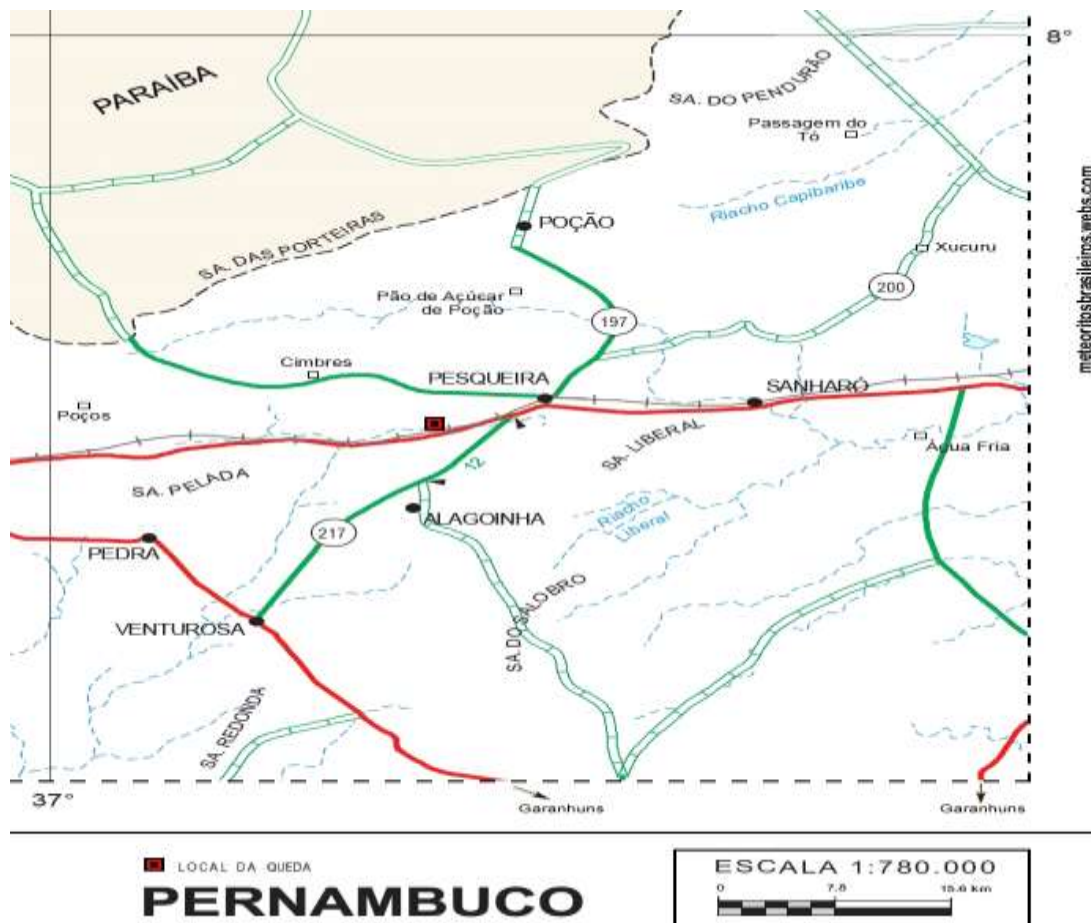 8°
PARAÍBA
SA. DO PENDURÃO
Passagem do
Tó
Riacho Capibaribe
meteoritosbrasileiros.webs.com
SA. DAS PORTEIRAS
POÇÃO
Xucuru
200
Pão de Açúcar
de Poção
197
Cimbres
PESQUEIRA
SANHARÓ
Poços
SA. LIBERAL
Água Fria
SA. PELADA
12
Riacho
Liberal
ALAGOINHA
217
PEDRA
SA. DO SALOBRO
VENTUROSA
SA. REDONDA
37°
Garanhuns
Garanhuns
LOCAL DA QUEDA
PERNAMBUCO
ESCALA 1:780.000
0 7.8 15.6 km